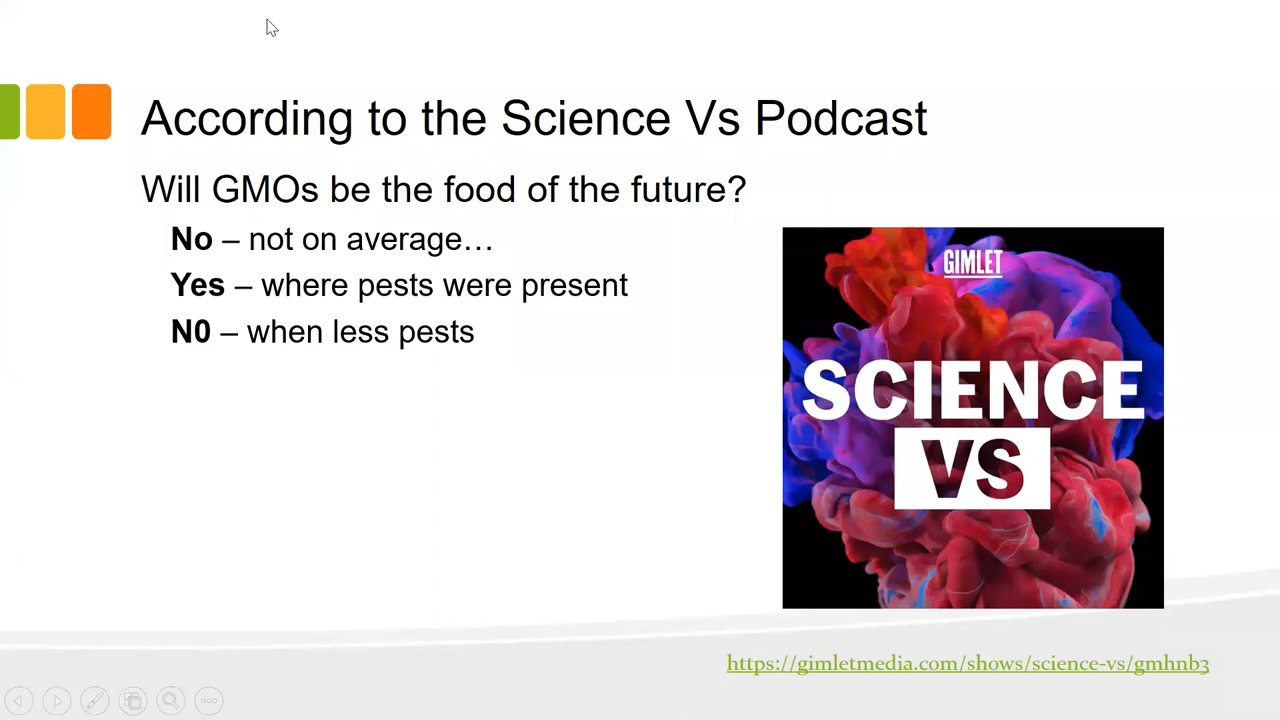 According to the Science Vs Podcast
Will GMOs be the food of the future?
No – not on average…
Yes – where pests were present
N0 – when less pests
GIMLET
SCIENCE
VS
https://gimletmedia.com/shows/science-vs/gmhnb3